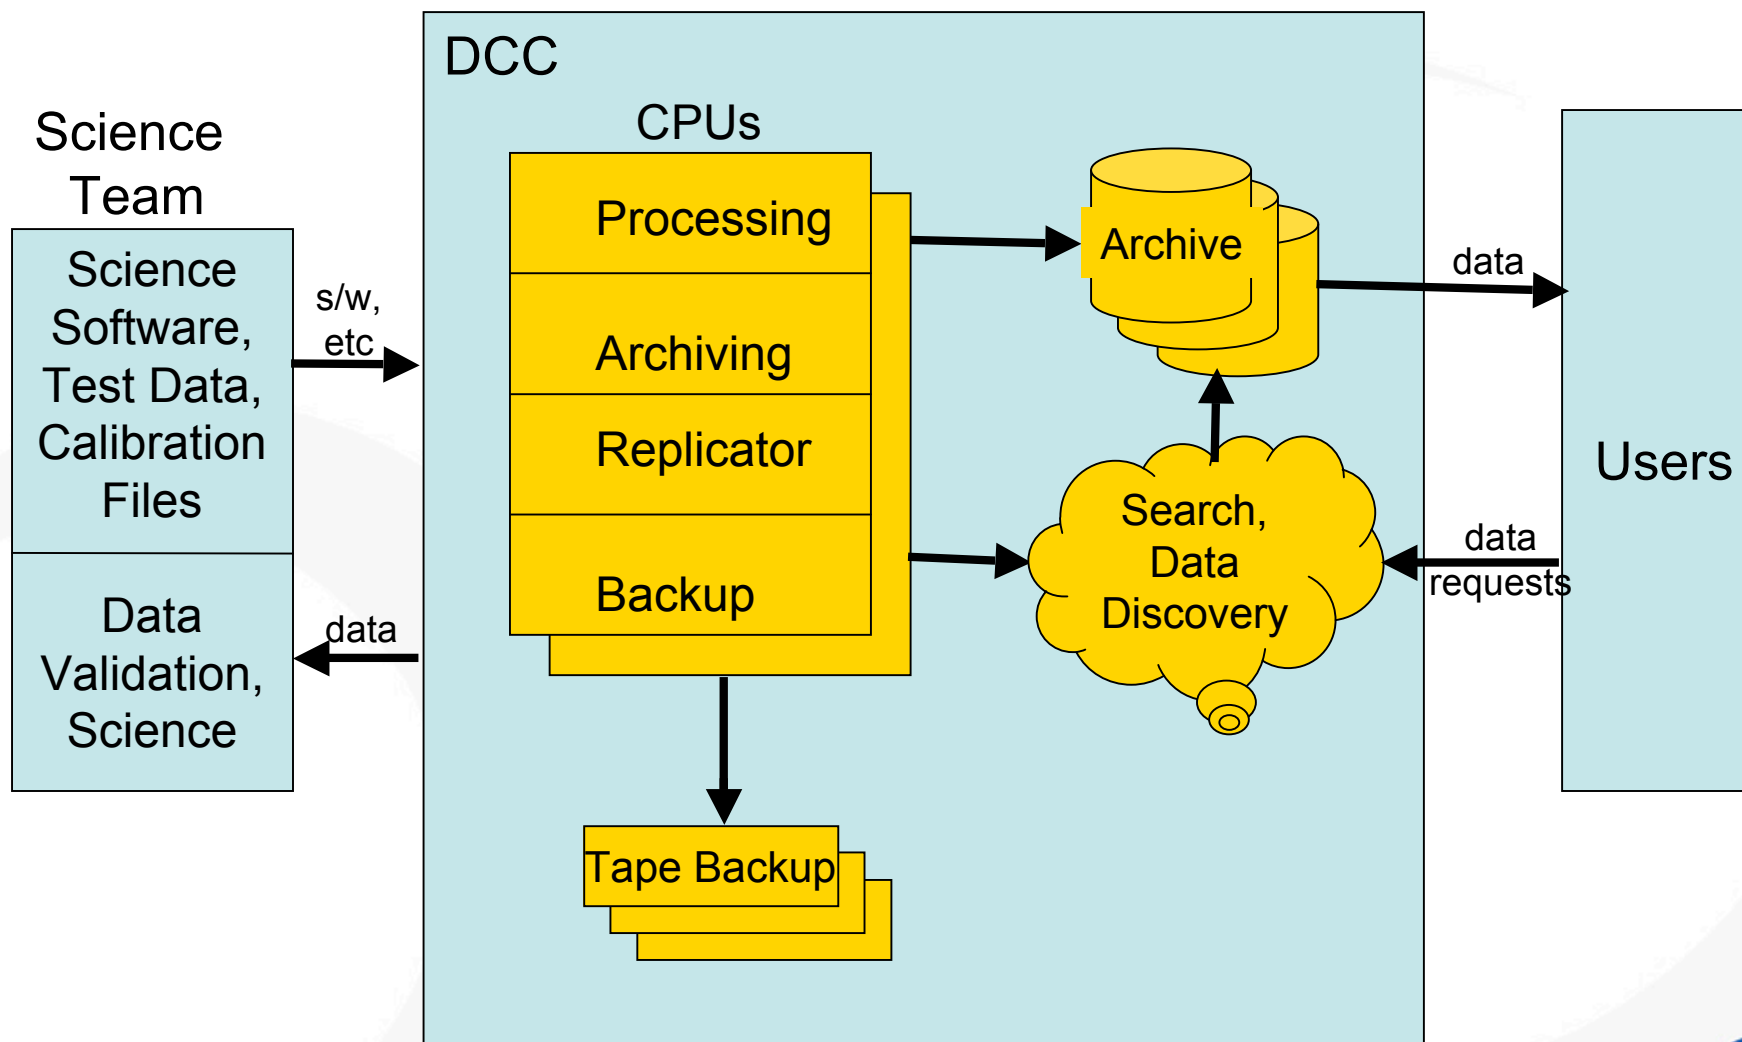 DCC
CPUs
Science
Team
Science
Software,
Test Data,
Calibration
Files
Data
Validation,
Science
s/w,
etc
data
Processing
Archiving
Replicator
Backup
Tape Backup
Archive
Search,
Data
Discovery
data
data
requests
Users